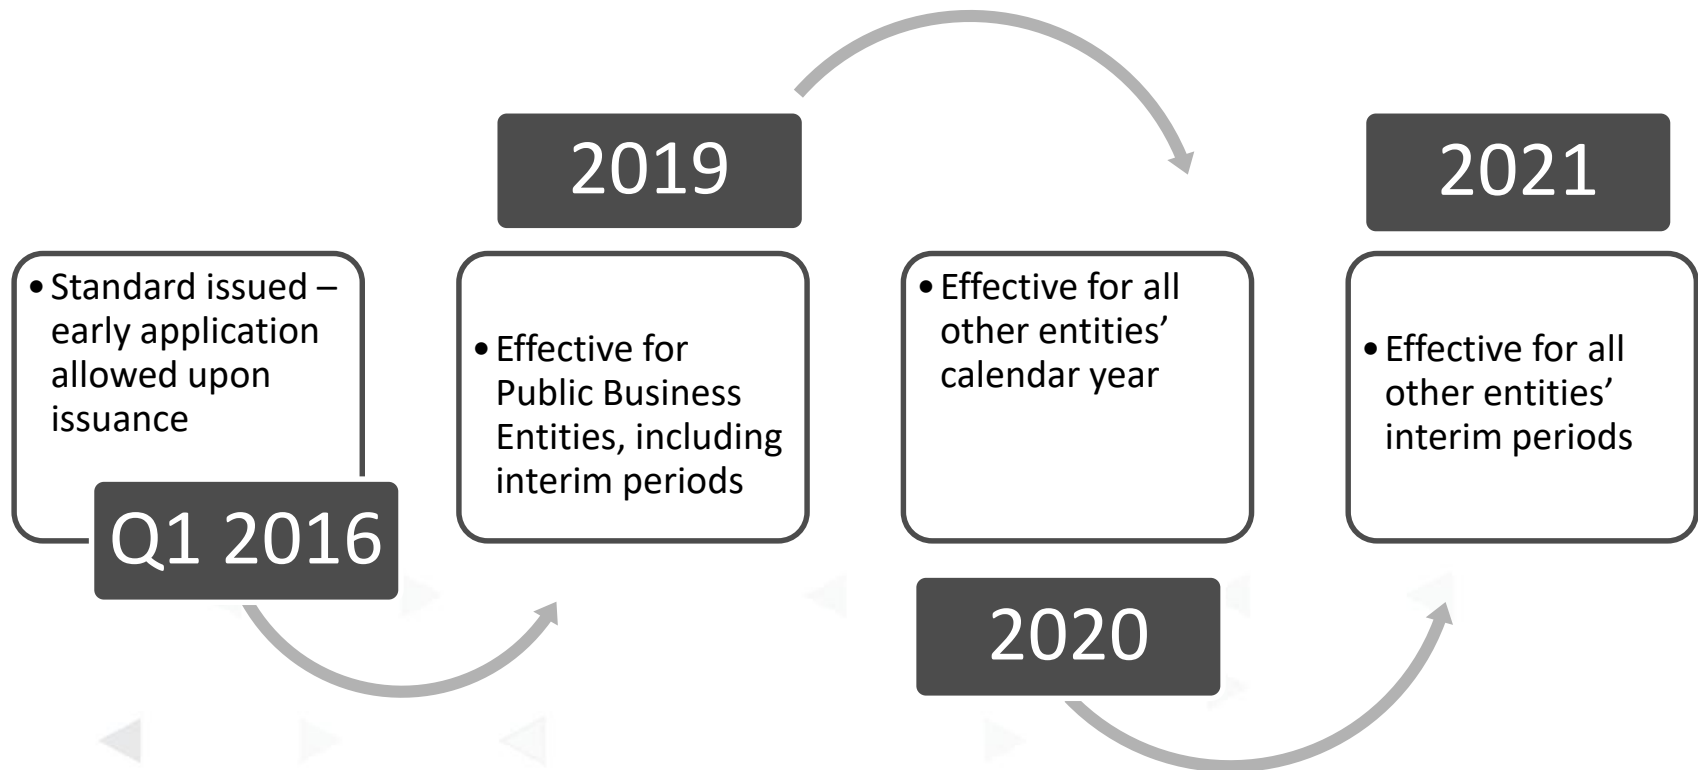 • Standard issued –
early application
allowed upon
issuance
Q1 2016
2019
• Effective for
Public Business
Entities, including
interim periods
• Effective for all
other entities’
calendar year
2020
2021
• Effective for all
other entities’
interim periods